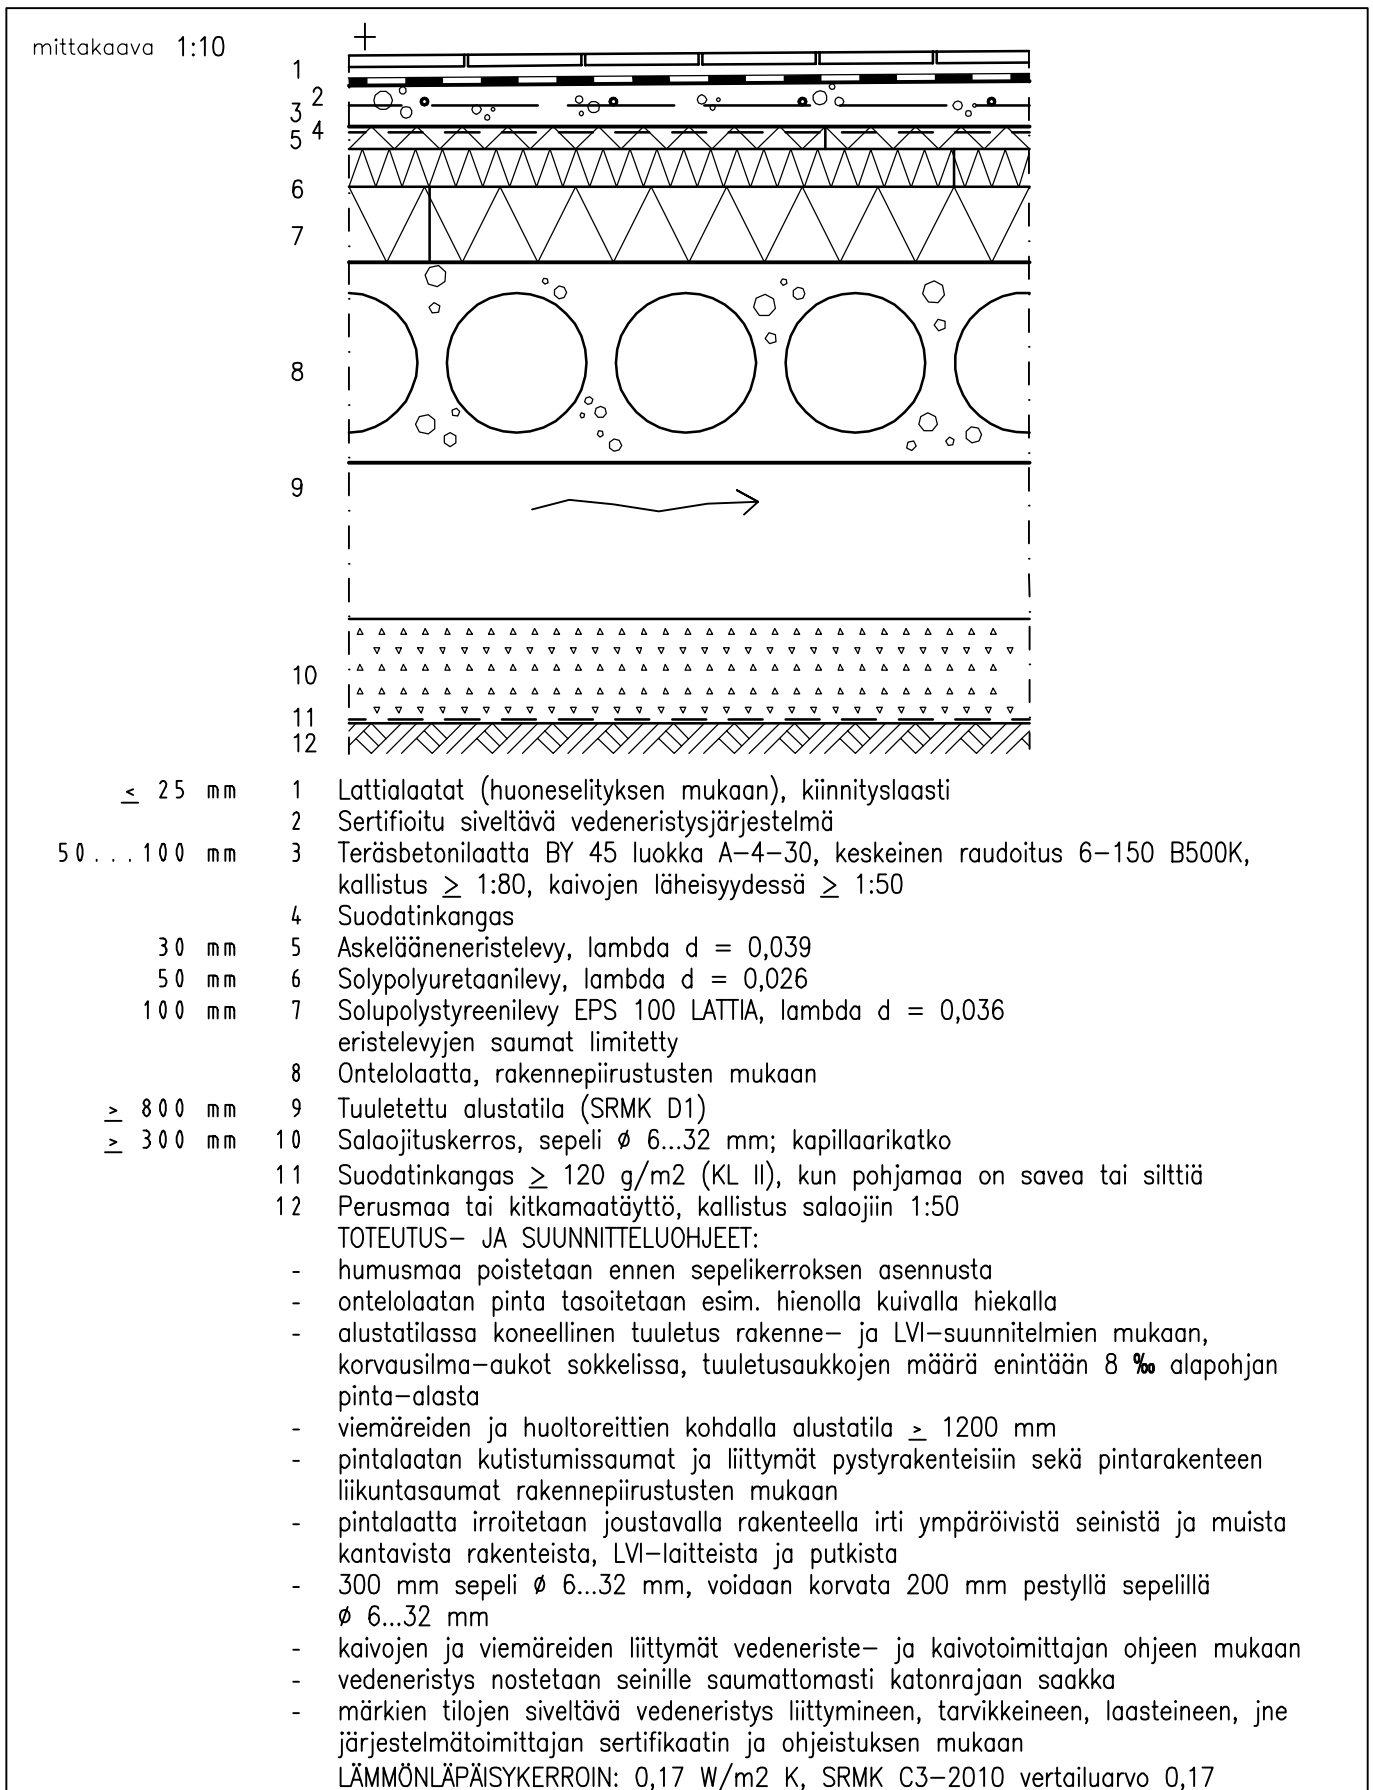 mittakaava 1:10
1
2
3
4
5
6
7
8
9
10
11
12
≤ 25 mm 1 Lattialaatat (huoneselityksen mukaan), kiinnityslaasti
2 Sertifioitu siveltävä vedeneristysjärjestelmä
50...100 mm 3 Teräsbetonilaatta BY 45 luokka A-4-30, keskeinen raudoitus 6-150 B500K,
kallistus ≥ 1:80, kaivojen läheisyydessä ≥ 1:50
4 Suodatinkangas
30 mm 5 Askelääneneristelevy, lambda d = 0,039
50 mm 6 Solypolyuretaanilevy, lambda d = 0,026
100 mm 7 Solupolystyreenilevy EPS 100 LATTIA, lambda d = 0,036
eristelevyjen saumat limitetty
8 Ontelolaatta, rakennepiirustusten mukaan
≥ 800 mm 9 Tuuletettu alustatila (SRMK D1)
≥ 300 mm 10 Salaojituskerros, sepeli ø 6...32 mm; kapillaarikatko
11 Suodatinkangas ≥ 120 g/m2 (KL II), kun pohjamaa on savea tai silttiä
12 Perusmaa tai kitkamaatäyttö, kallistus salaojiin 1:50
TOTEUTUS- JA SUUNNITTELUOHJEET:
- humusmaa poistetaan ennen sepelikerroksen asennusta
- ontelolaatan pinta tasoitetaan esim. hienolla kuivalla hiekalla
- alustatilassa koneellinen tuuletus rakenne- ja LVI-suunnitelmien mukaan,
korvausilma-aukot sokkelissa, tuuletusaukkojen määrä enintään 8 ‰ alapohjan
pinta-alasta
- viemäreiden ja huoltoreittien kohdalla alustatila ≥ 1200 mm
- pintalaatan kutistumissaumat ja liittymät pystyrakenteisiin sekä pintarakenteen
liikuntasaumat rakennepiirustusten mukaan
- pintalaatta irroitetaan joustavalla rakenteella irti ympäröivistä seinistä ja muista
kantavista rakenteista, LVI-laitteista ja putkista
- 300 mm sepeli ø 6...32 mm, voidaan korvata 200 mm pestyllä sepelillä
ø 6...32 mm
- kaivojen ja viemäreiden liittymät vedeneriste- ja kaivotoimittajan ohjeen mukaan
- vedeneristys nostetaan seinille saumattomasti katonrajaan saakka
- märkien tilojen siveltävä vedeneristys liittymineen, tarvikkeineen, laasteineen, jne
järjestelmätoimittajan sertifikaatin ja ohjeistuksen mukaan
LÄMMÖNLÄPÄISYKERROIN: 0,17 W/m2 K, SRMK C3-2010 vertailuarvo 0,17